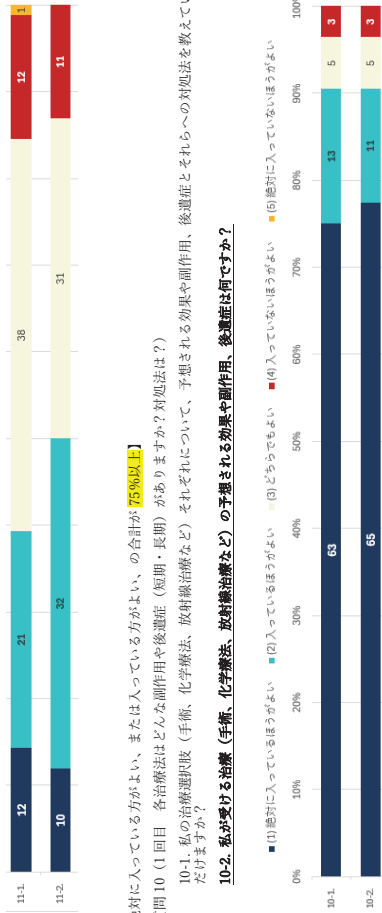 11-1. 12 21 38 12 1
11-2. 10 32 31 11
対に入っている方がよい、または入っている方がよい、の合計が 75%以上】
問 10（1 回目　各治療法はどんな副作用や後遺症（短期・長期）がありますか？対処法は？）
10-1. 私の治療選択肢（手術、化学療法、放射線治療など）それぞれについて、予想される効果や副作用、後遺症とそれらへの対処法を教えてい
だけますか？
10-2. 私が受ける治療（手術、化学療法、放射線治療など）の予想される効果や副作用、後遺症は何ですか？
(1) 絶対に入っているほうがよい (2) 入っているほうがよい (3) どちらでもよい (4) 入っていないほうがよい (5) 絶対に入っていないほうがよい
0% 10% 20% 30% 40% 50% 60% 70% 80% 90% 100%
10-1. 63 13 5 3
10-2. 65 11 5 3